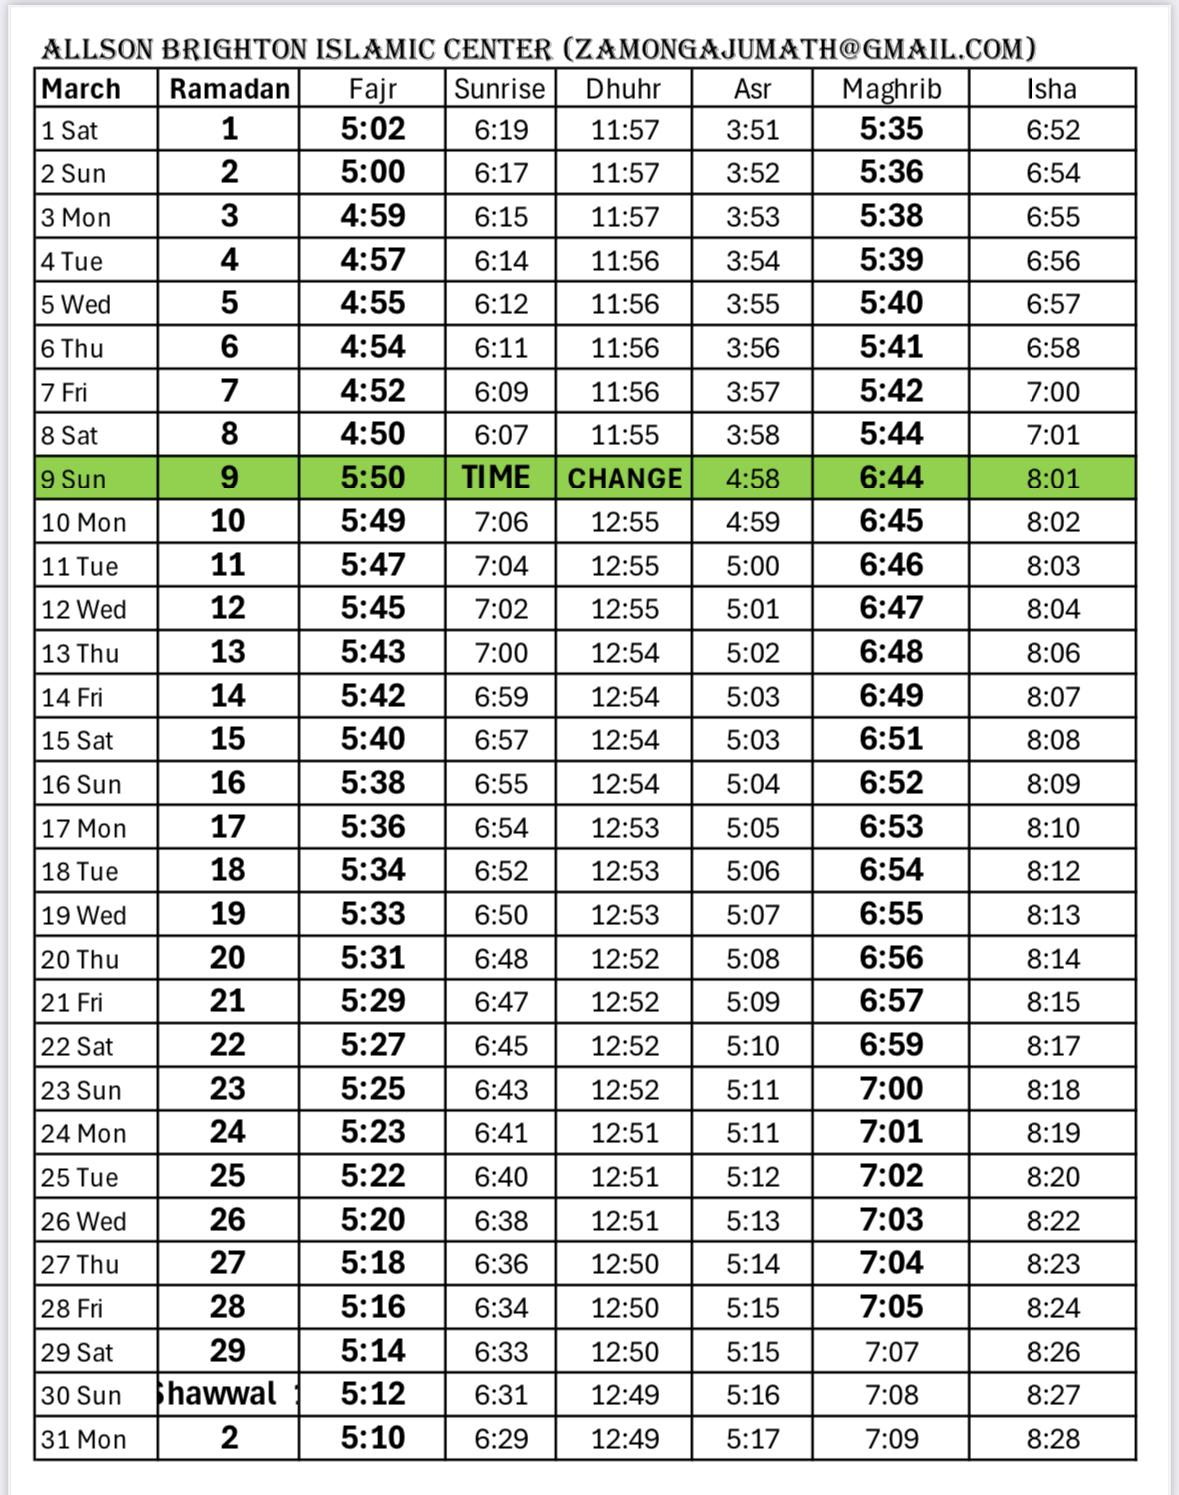 ALLSON BRIGHTON ISLAMIC CENTER (ZAMONGAJUMATH@GMAIL.COM)
March Ramadan Fajr Sunrise Dhuhr Asr Maghrib Isha
1 Sat 1 5:02 6:19 11:57 3:51 5:35 6:52
2 Sun 2 5:00 6:17 11:57 3:52 5:36 6:54
3 Mon 3 4:59 6:15 11:57 3:53 5:38 6:55
4 Tue 4 4:57 6:14 11:56 3:54 5:39 6:56
5 Wed 5 4:55 6:12 11:56 3:55 5:40 6:57
6 Thu 6 4:54 6:11 11:56 3:56 5:41 6:58
7 Fri 7 4:52 6:09 11:56 3:57 5:42 7:00
8 Sat 8 4:50 6:07 11:55 3:58 5:44 7:01
9 Sun 9 5:50 TIME CHANGE 4:58 6:44 8:01
10 Mon 10 5:49 7:06 12:55 4:59 6:45 8:02
11 Tue 11 5:47 7:04 12:55 5:00 6:46 8:03
12 Wed 12 5:45 7:02 12:55 5:01 6:47 8:04
13 Thu 13 5:43 7:00 12:54 5:02 6:48 8:06
14 Fri 14 5:42 6:59 12:54 5:03 6:49 8:07
15 Sat 15 5:40 6:57 12:54 5:03 6:51 8:08
16 Sun 16 5:38 6:55 12:54 5:04 6:52 8:09
17 Mon 17 5:36 6:54 12:53 5:05 6:53 8:10
18 Tue 18 5:34 6:52 12:53 5:06 6:54 8:12
19 Wed 19 5:33 6:50 12:53 5:07 6:55 8:13
20 Thu 20 5:31 6:48 12:52 5:08 6:56 8:14
21 Fri 21 5:29 6:47 12:52 5:09 6:57 8:15
22 Sat 22 5:27 6:45 12:52 5:10 6:59 8:17
23 Sun 23 5:25 6:43 12:52 5:11 7:00 8:18
24 Mon 24 5:23 6:41 12:51 5:11 7:01 8:19
25 Tue 25 5:22 6:40 12:51 5:12 7:02 8:20
26 Wed 26 5:20 6:38 12:51 5:13 7:03 8:22
27 Thu 27 5:18 6:36 12:50 5:14 7:04 8:23
28 Fri 28 5:16 6:34 12:50 5:15 7:05 8:24
29 Sat 29 5:14 6:33 12:50 5:15 7:07 8:26
30 Sun Shawwal 5:12 6:31 12:49 5:16 7:08 8:27
31 Mon 2 5:10 6:29 12:49 5:17 7:09 8:28